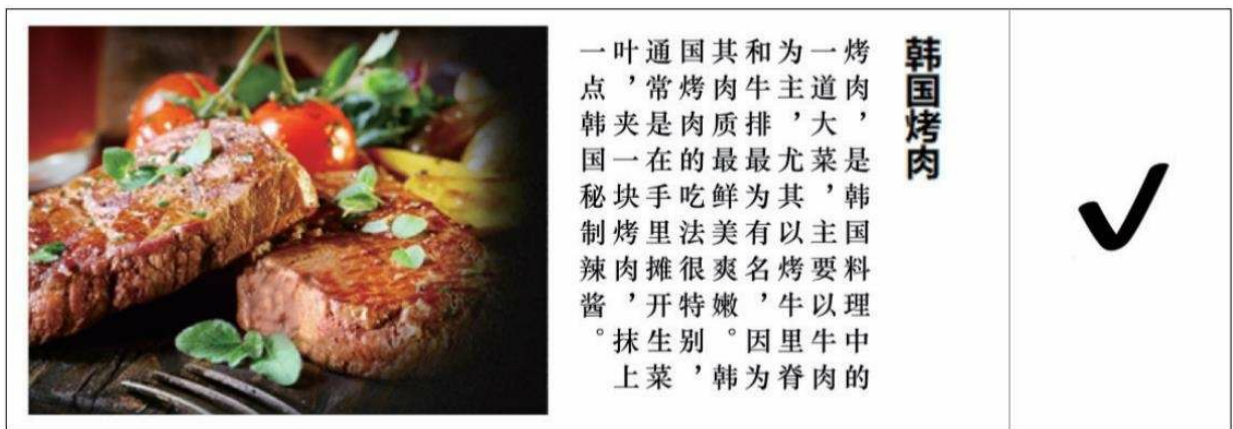 韩国烤肉
烤肉，是韩国料理中的
一道大菜，主要以牛肉
为主，尤其以烤牛里脊
和牛排最为有名，因为
其肉质最鲜美爽嫩。韩
国烤肉的吃法很特别，
通常是在手里摊开生菜
叶，夹一块烤肉，抹上
一点韩国秘制辣酱。